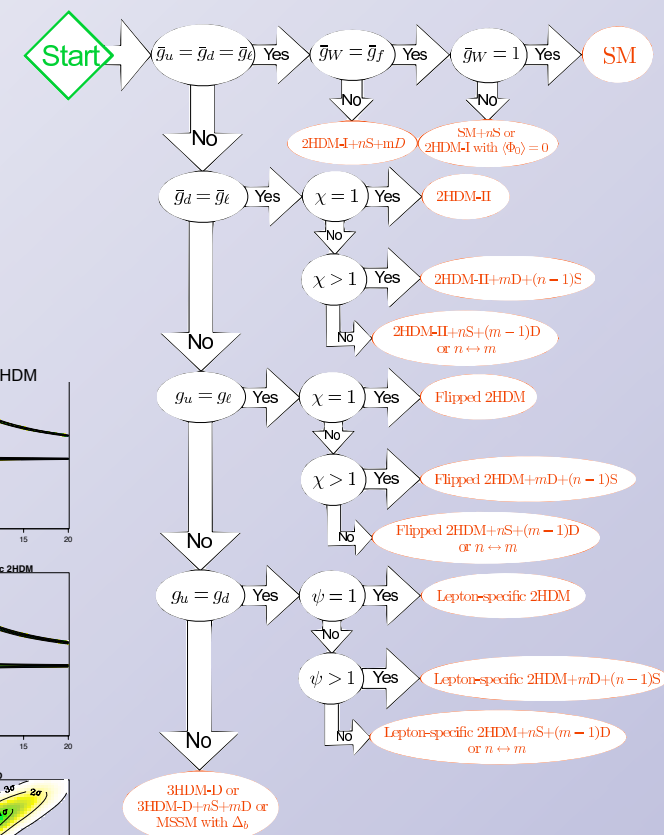 Start
ḡ_u = ḡ_d = ḡ_ℓ
Yes
ḡ_W = ḡ_f
Yes
ḡ_W = 1
Yes
SM
No
No
No
2HDM-I+nS+mD
SM+nS or
2HDM-I with ⟨Φ₀⟩ = 0
ḡ_d = ḡ_ℓ
Yes
χ = 1
Yes
2HDM-II
No
χ > 1
Yes
2HDM-II+mD+(n − 1)S
No
2HDM-II+nS+(m − 1)D
or n ↔ m
No
HDM
g_u = g_ℓ
Yes
χ = 1
Yes
Flipped 2HDM
No
χ > 1
Yes
Flipped 2HDM+mD+(n − 1)S
No
Flipped 2HDM+nS+(m − 1)D
or n ↔ m
No
15
20
c 2HDM
g_u = g_d
Yes
ψ = 1
Yes
Lepton-specific 2HDM
No
ψ > 1
Yes
Lepton-specific 2HDM+mD+(n − 1)S
No
Lepton-specific 2HDM+nS+(m − 1)D
or n ↔ m
No
15
20
3σ
2σ
σ
3HDM-D or
3HDM-D+nS+mD or
MSSM with Δ_b